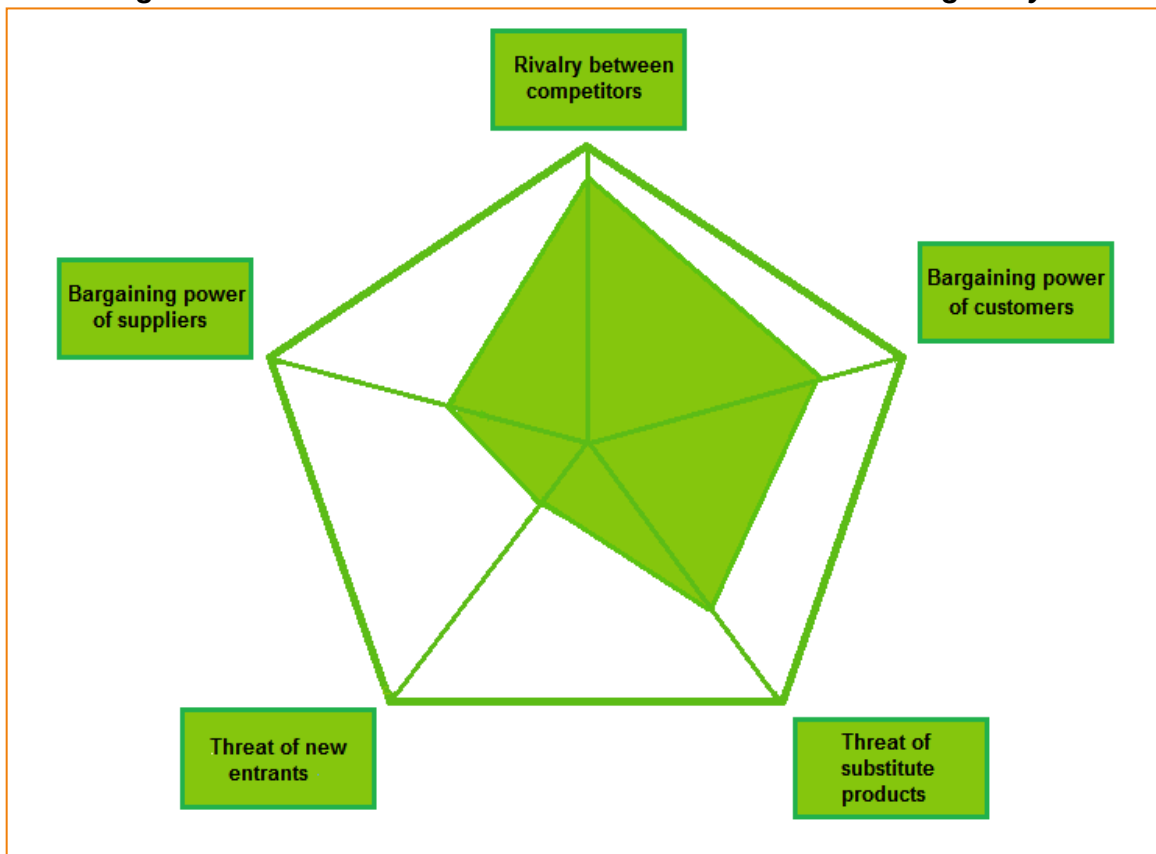 Rivalry between
competitors
Bargaining power
of suppliers
Bargaining power
of customers
Threat of new
entrants
Threat of
substitute
products